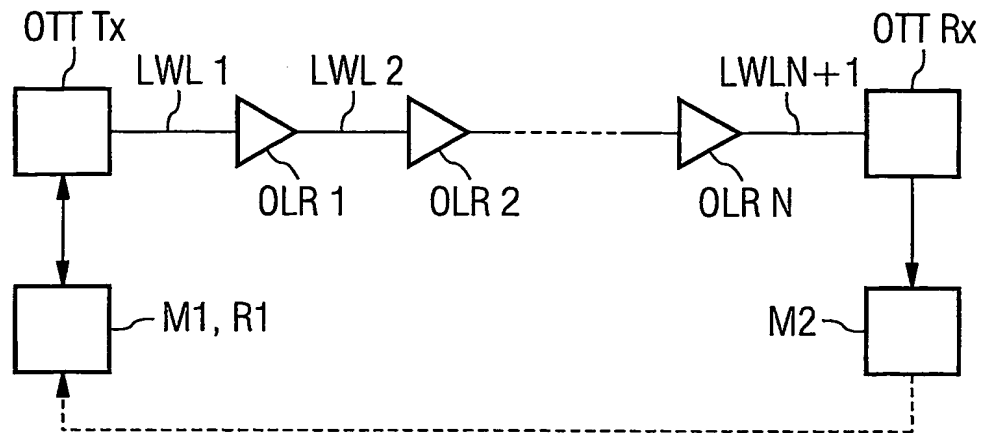 OTT Tx
LWL 1
LWL 2
LWLN+1
OTT Rx
OLR 1
OLR 2
OLR N
M1, R1
M2